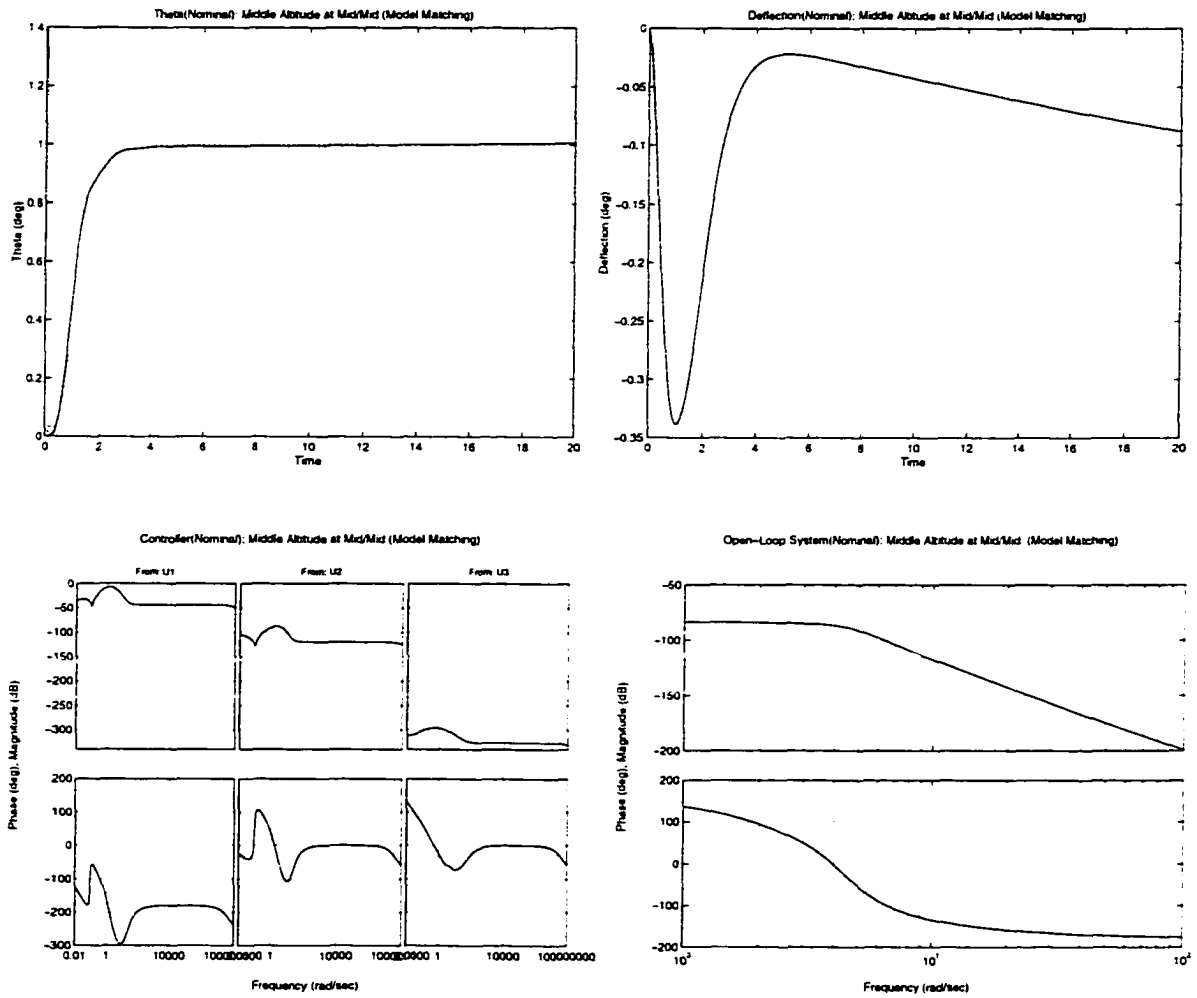 Theta(Nominal): Middle Altitude at Mid/Mid (Model Matching)
1.4
1.2
1
0.8
0.6
0.4
0.2
0
Theta (deg)
0 2 4 6 8 10 12 14 16 18 20
Time
Deflection(Nominal): Middle Altitude at Mid/Mid (Model Matching)
0
-0.05
-0.1
-0.15
-0.2
-0.25
-0.3
-0.35
Deflection (deg)
0 2 4 6 8 10 12 14 16 18 20
Time
Controller(Nominal): Middle Altitude at Mid/Mid (Model Matching)
From: U1
From: U2
From: U3
0
-50
-100
-150
-200
-250
-300
200
100
0
-100
-200
-300
Phase (deg), Magnitude (dB)
0.01 1 10000
1 10000
1 10000 100000000
Frequency (rad/sec)
Open-Loop System(Nominal): Middle Altitude at Mid/Mid (Model Matching)
-50
-100
-150
-200
200
100
0
-100
-200
Phase (deg), Magnitude (dB)
Frequency (rad/sec)